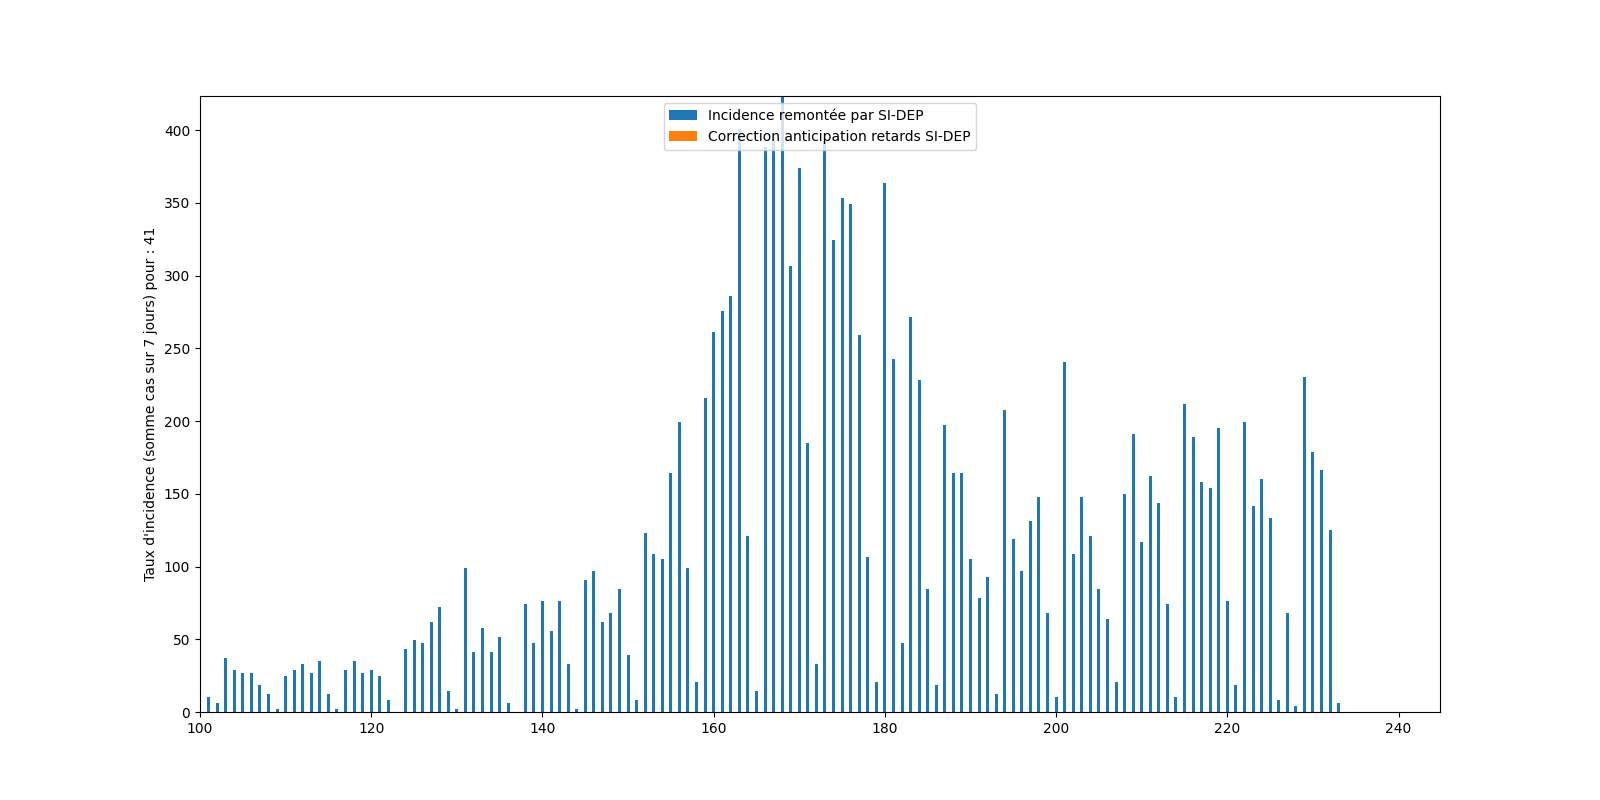 Incidence remontée par SI-DEP
Correction anticipation retards SI-DEP
Taux d'incidence (somme cas sur 7 jours) pour : 41
400
350
300
250
200
150
100
50
0
100 120 140 160 180 200 220 240